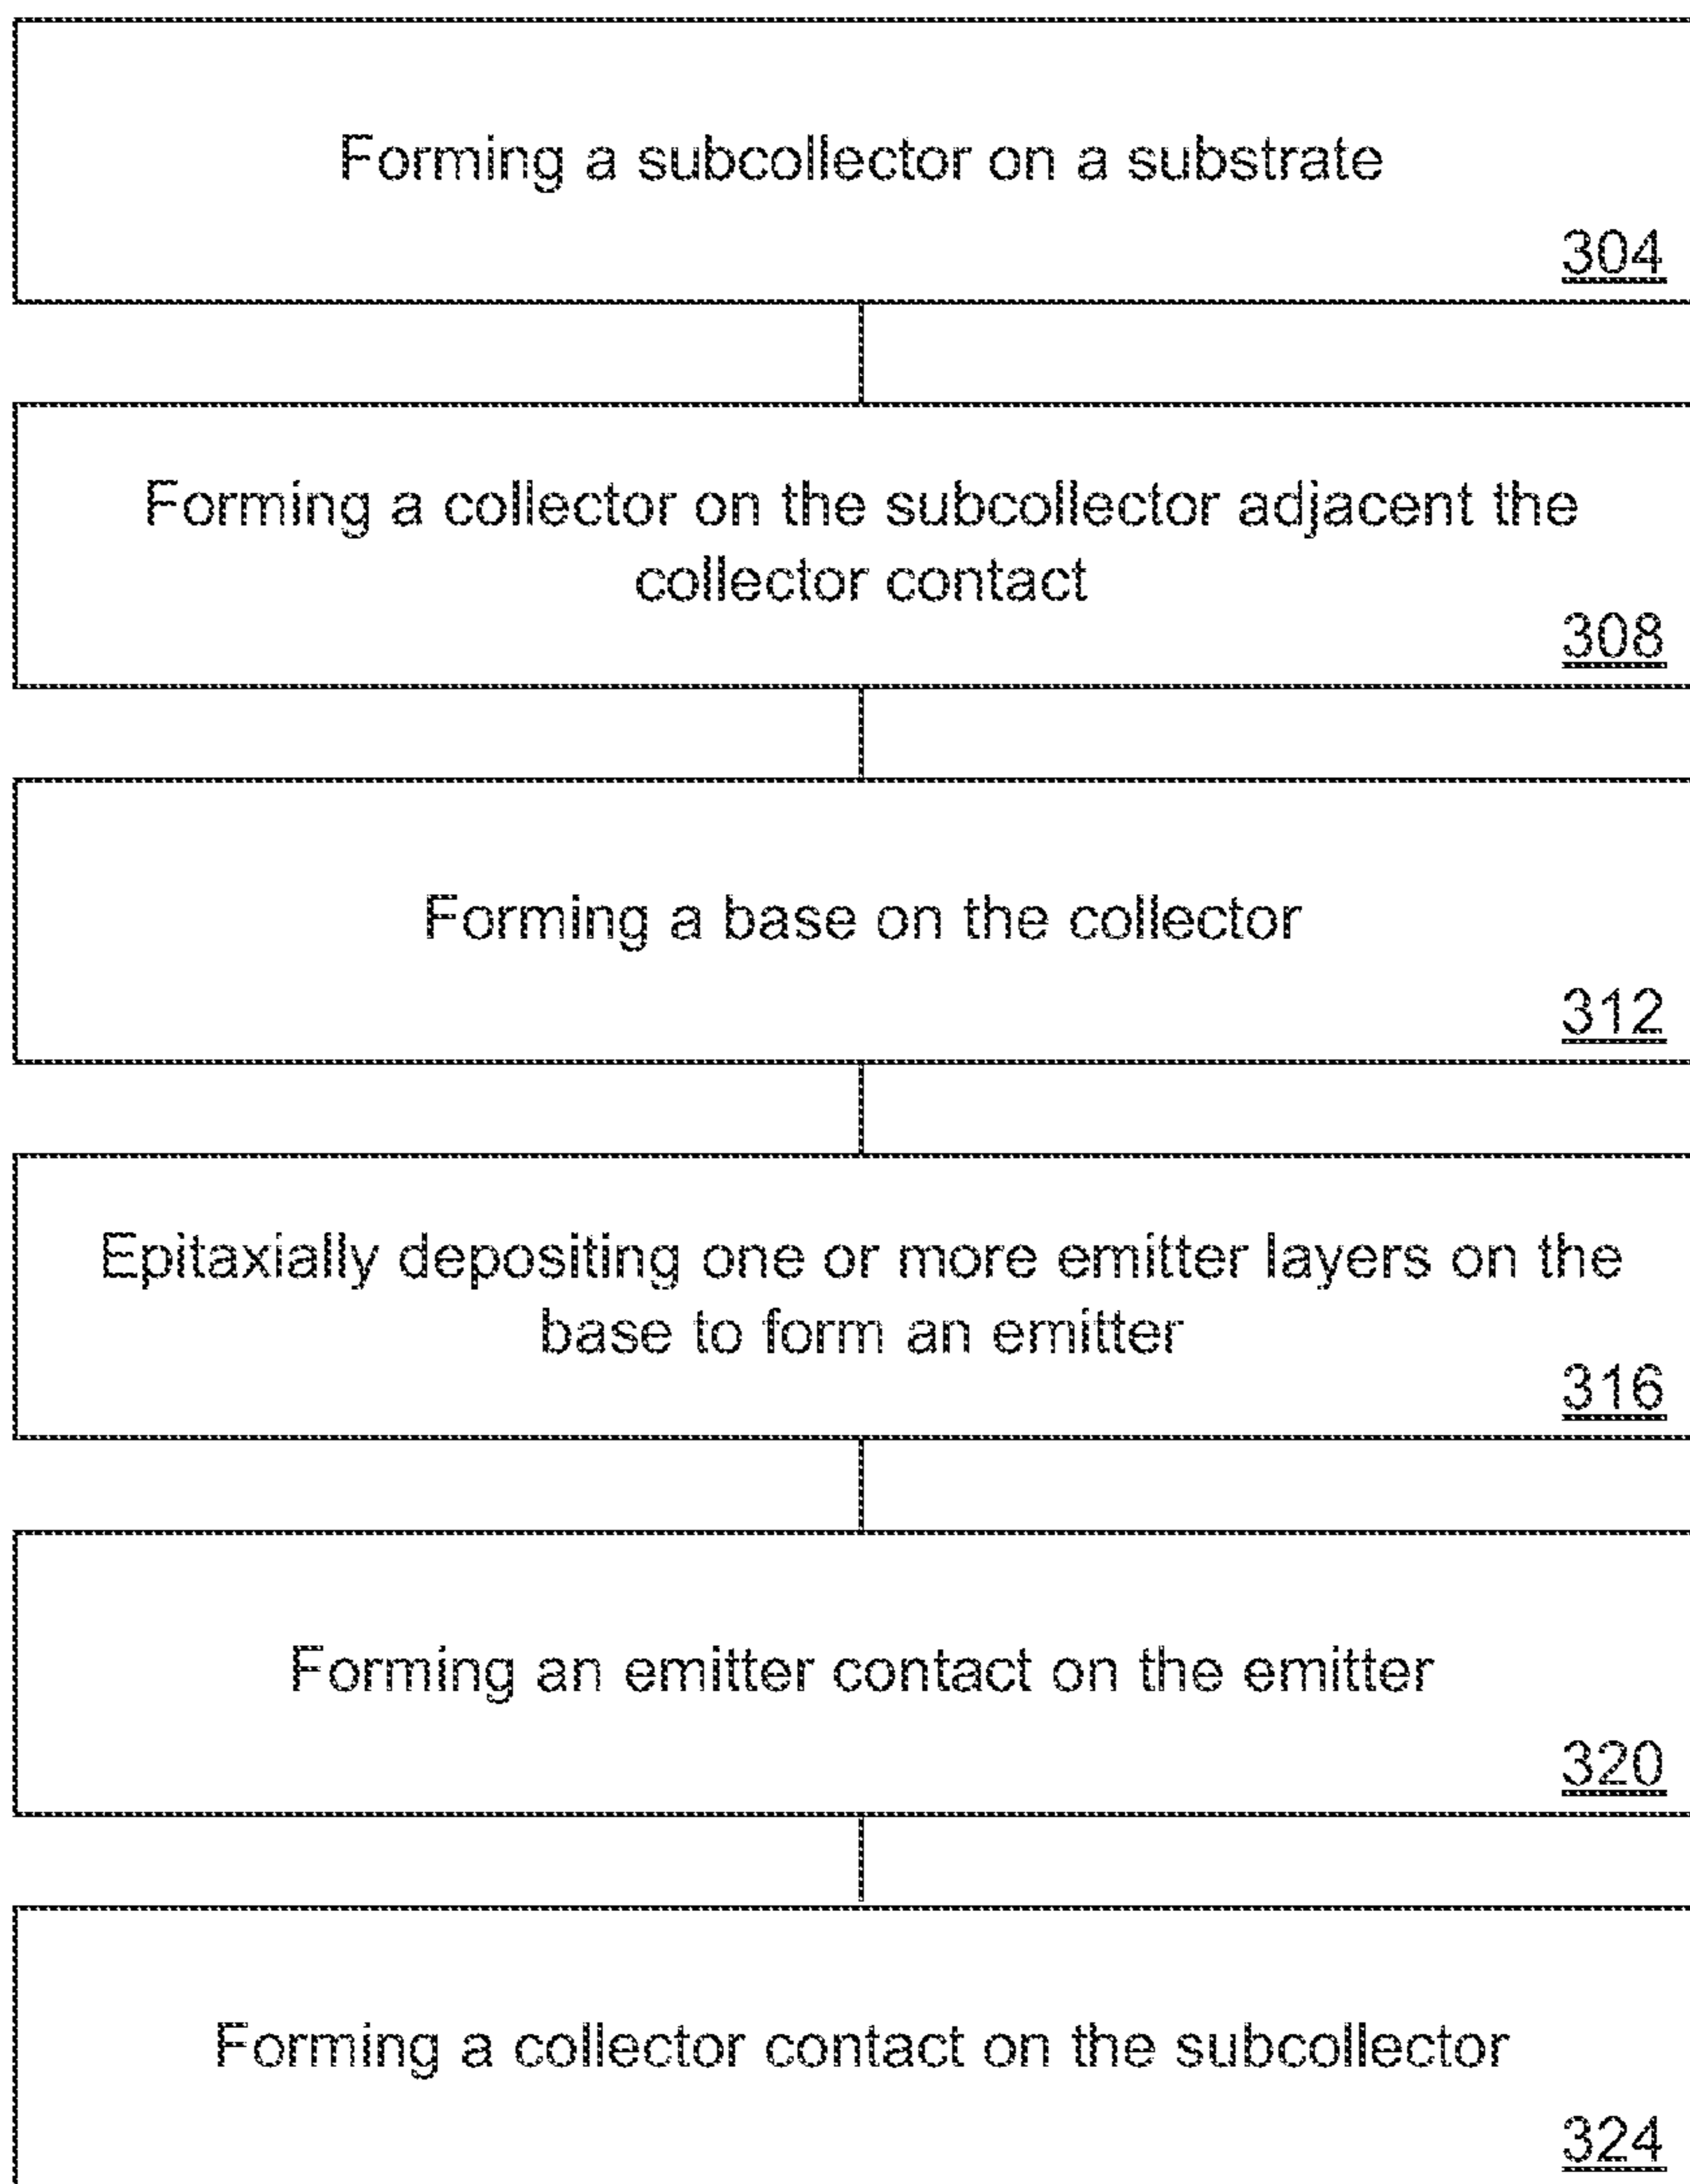 Forming a subcollector on a substrate
304
Forming a collector on the subcollector adjacent the
collector contact
308
Forming a base on the collector
312
Epitaxially depositing one or more emitter layers on the
base to form an emitter
316
Forming an emitter contact on the emitter
320
Forming a collector contact on the subcollector
324